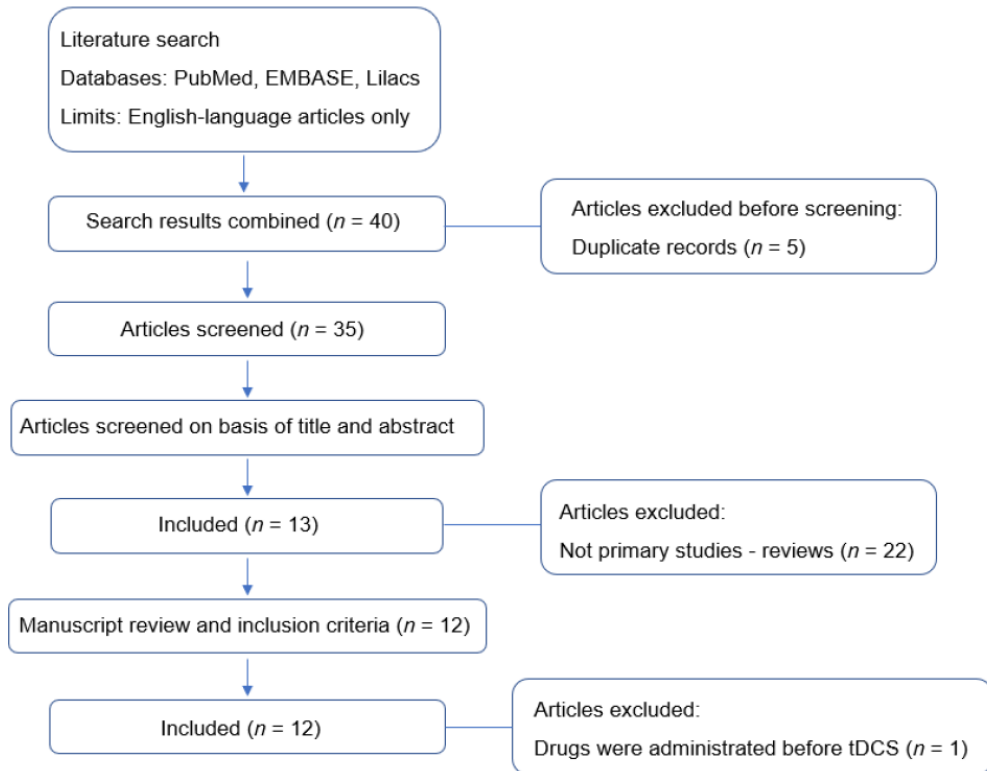 Literature search
Databases: PubMed, EMBASE, Lilacs
Limits: English-language articles only
Search results combined (n = 40)
Articles excluded before screening:
Duplicate records (n = 5)
Articles screened (n = 35)
Articles screened on basis of title and abstract
Included (n = 13)
Articles excluded:
Not primary studies - reviews (n = 22)
Manuscript review and inclusion criteria (n = 12)
Included (n = 12)
Articles excluded:
Drugs were administrated before tDCS (n = 1)